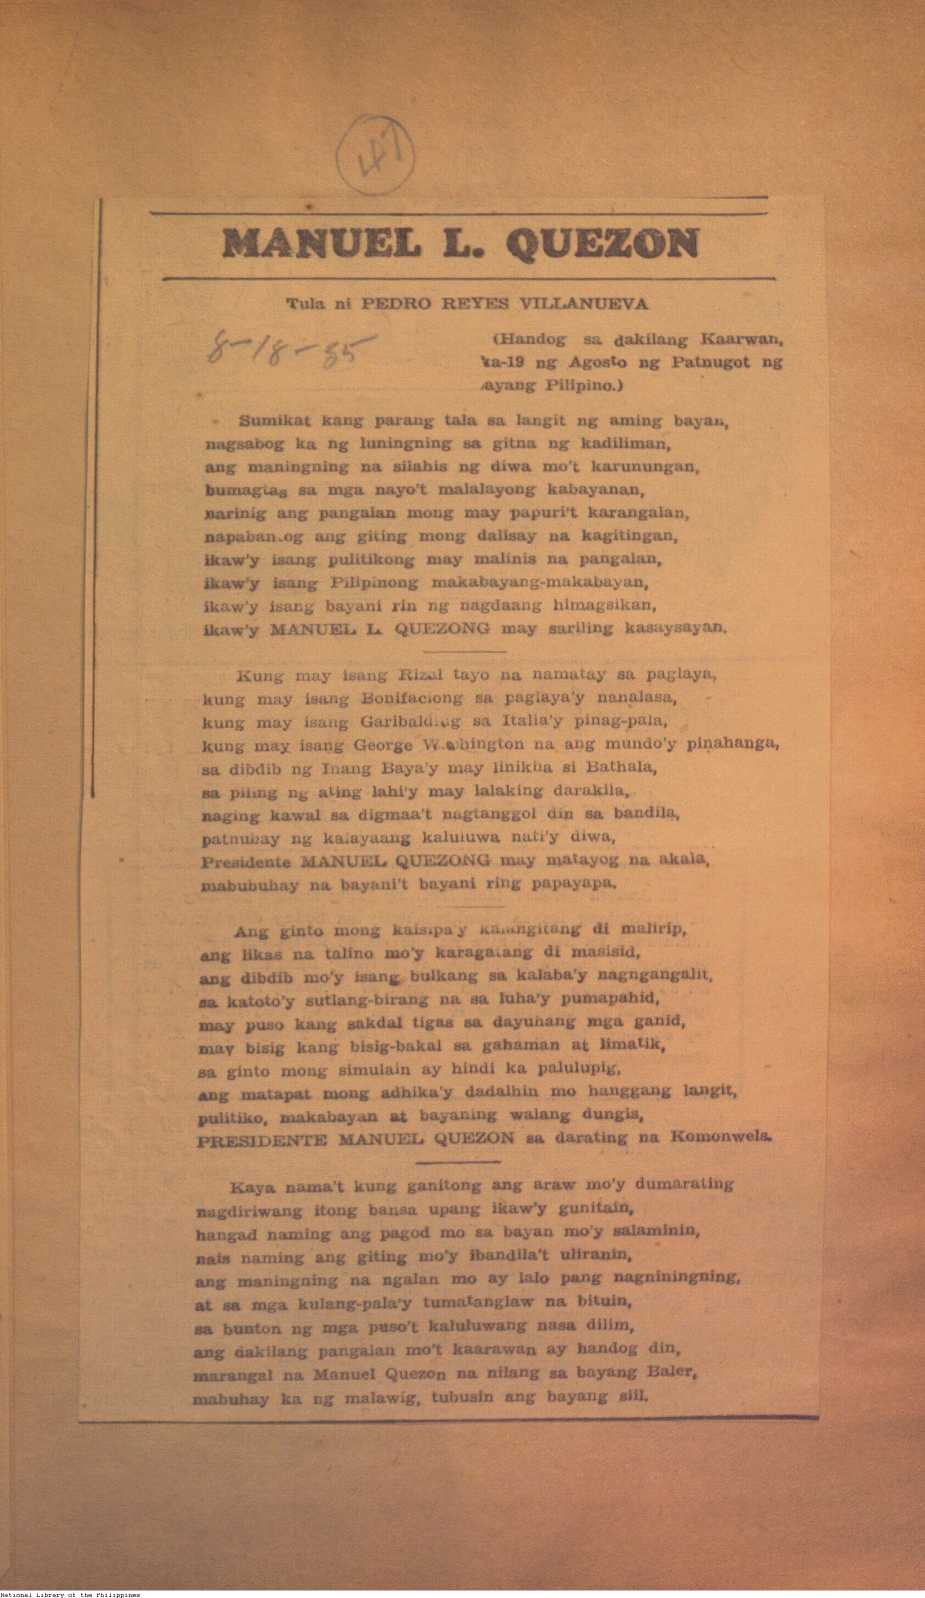 47
MANUEL L. QUEZON
Tula ni PEDRO REYES VILLANUEVA
8-18-35
(Handog sa dakilang Kaarwan,
ka-19 ng Agosto ng Patnugot ng
ayang Pilipino.)
Sumikat kang parang tala sa langit ng aming bayan,
nagsabog ka ng luningning sa gitna ng kadiliman,
ang maningning na silahis ng diwa mo't karunungan,
bumagtas sa mga nayo't malalayong kabayanan,
narinig ang pangalan mong may papuri't karangalan,
napabantog ang giting mong dalisay na kagitingan,
ikaw'y isang pulitikong may malinis na pangalan,
ikaw'y isang Pilipinong makabayang-makabayan,
ikaw'y isang bayani rin ng nagdaang himagsikan,
ikaw'y MANUEL L. QUEZONG may sariling kasaysayan.
Kung may isang Rizal tayo na namatay sa paglaya,
kung may isang Bonifaciong sa paglaya'y nanalasa,
kung may isang Garibalding sa Italia'y pinag-pala,
kung may isang George Washington na ang mundo'y pinahanga,
sa dibdib ng Inang Baya'y may linikha si Bathala,
sa piling ng ating lahi'y may lalaking darakila,
naging kawal sa digmaa't nagtanggol din sa bandila,
patnubay ng kalayaang kaluluwa nati'y diwa,
Presidente MANUEL QUEZONG may matayog na akala,
mabubuhay na bayani't bayani ring papayapa.
Ang ginto mong kaisipa'y kalangitang di malirip,
ang likas na talino mo'y karagatang di masisid,
ang dibdib mo'y isang bulkang sa kalaba'y nagngangalit,
sa katoto'y sutlang-birang na sa luha'y pumapahid,
may puso kang sakdal tigas sa dayuhang mga ganid,
may bisig kang bisig-bakal sa gahaman at limatik,
sa ginto mong simulain ay hindi ka palulupig,
ang matapat mong adhika'y dadalhin mo hanggang langit,
pulitiko, makabayan at bayaning walang dungis,
PRESIDENTE MANUEL QUEZON sa darating na Komonwels.
Kaya nama't kung ganitong ang araw mo'y dumarating
nagdiriwang itong bansa upang ikaw'y gunitain,
hangad naming ang pagod mo sa bayan mo'y salaminin,
nais naming ang giting mo'y ibandila't uliranin,
ang maningning na ngalan mo ay lalo pang nagniningning,
at sa mga kulang-pala'y tumatanglaw na bituin,
sa bunton ng mga puso't kaluluwang nasa dilim,
ang dakilang pangalan mo't kaarawan ay handog din,
marangal na Manuel Quezon na nilang sa bayang Baler,
mabuhay ka ng malawig, tubusin ang bayang siil.
National Library of the Philippines